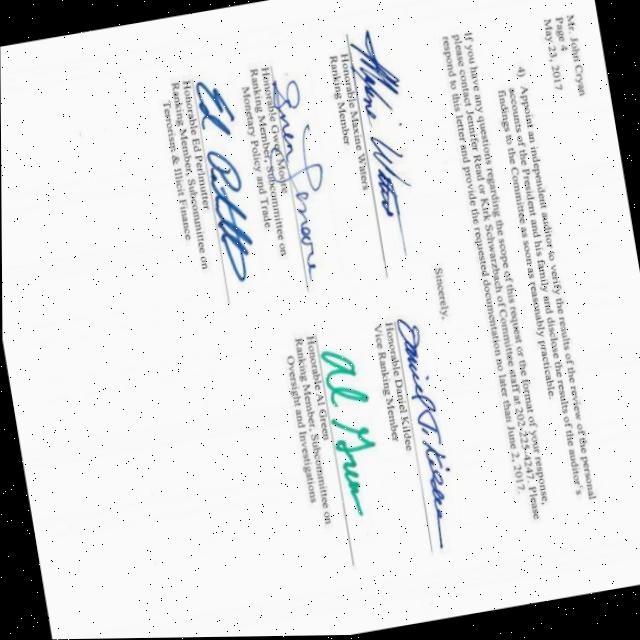 Mr. John Cryan
Page 4
May 23, 2017
4) Appoint an independent auditor to verify the results of the review of the personal
accounts of the President and his family and disclose the results of the auditor's
findings to the Committee as soon as reasonably practicable.
If you have any questions regarding the scope of this request or the format of your response,
please contact Jennifer Read or Kirk Schwarzbach of Committee staff at 202-225-4247. Please
respond to this letter and provide the requested documentation no later than June 2, 2017.
Sincerely,
Maxine Waters
Honorable Maxine Waters
Ranking Member
Daniel T. Kildee
Honorable Daniel Kildee
Vice Ranking Member
Gwen Moore
Honorable Gwen Moore
Ranking Member, Subcommittee on
Monetary Policy and Trade
Al Green
Honorable Al Green
Ranking Member, Subcommittee on
Oversight and Investigations
Ed Perlmutter
Honorable Ed Perlmutter
Ranking Member, Subcommittee on
Terrorism & Illicit Finance